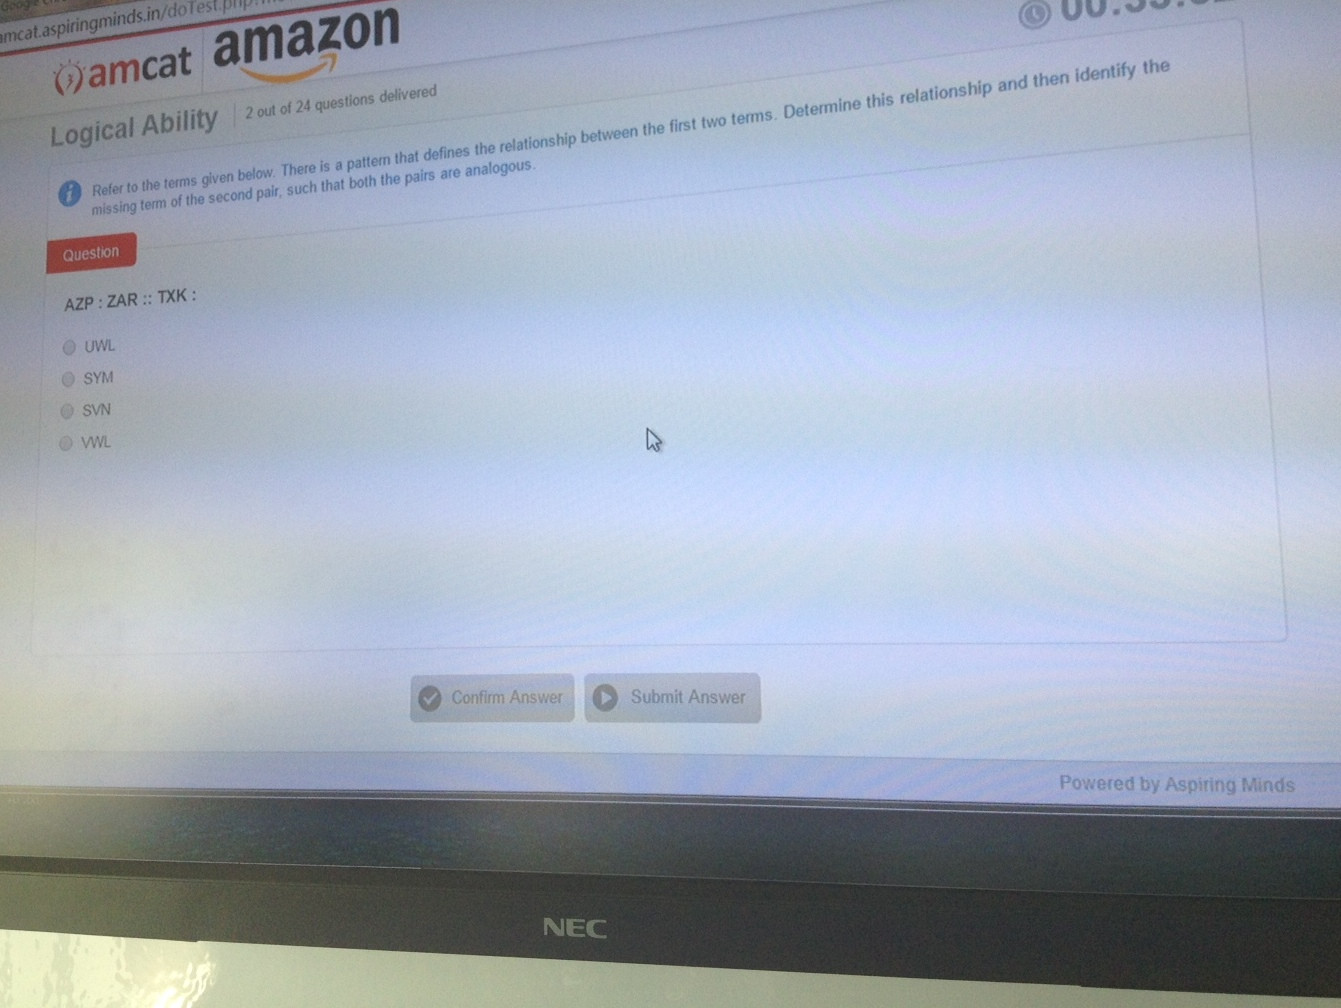 amcat.aspiringminds.in/doTest.php
amcat amazon
Logical Ability | 2 out of 24 questions delivered
Refer to the terms given below. There is a pattern that defines the relationship between the first two terms. Determine this relationship and then identify the
missing term of the second pair, such that both the pairs are analogous.
Question
AZP : ZAR :: TXK :
UWL
SYM
SVN
VWL
Confirm Answer
Submit Answer
Powered by Aspiring Minds
NEC